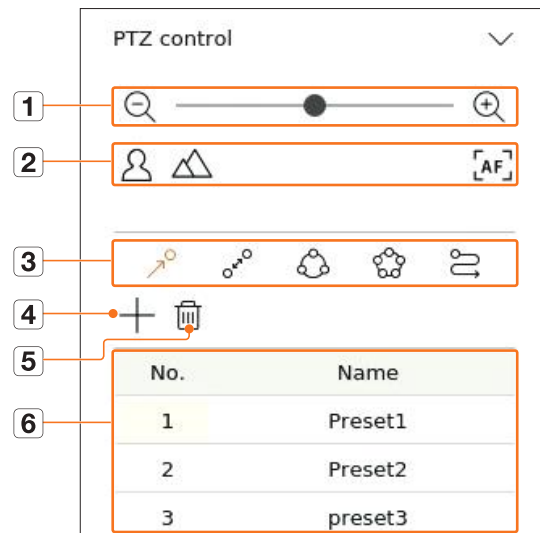 PTZ control
1
2
AF
3
4
5
6
No. Name
1 Preset1
2 Preset2
3 preset3